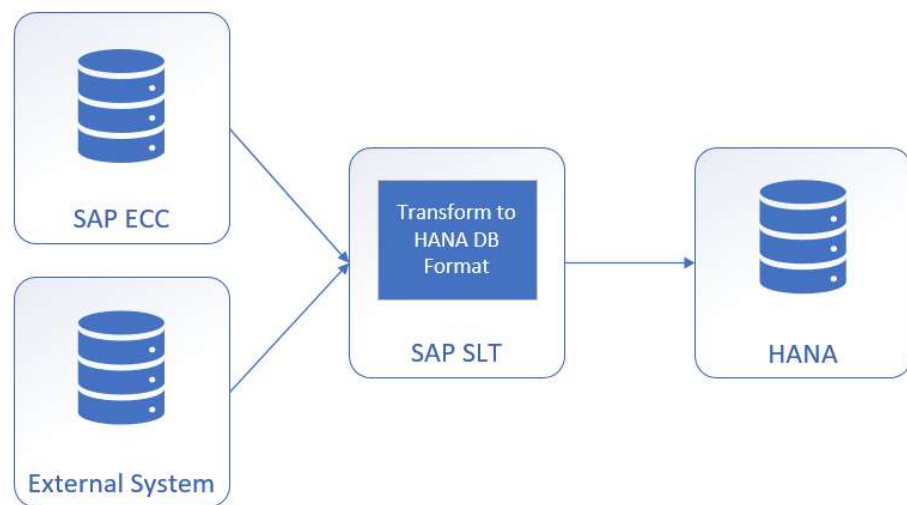 SAP ECC
Transform to
HANA DB
Format
SAP SLT
HANA
External System